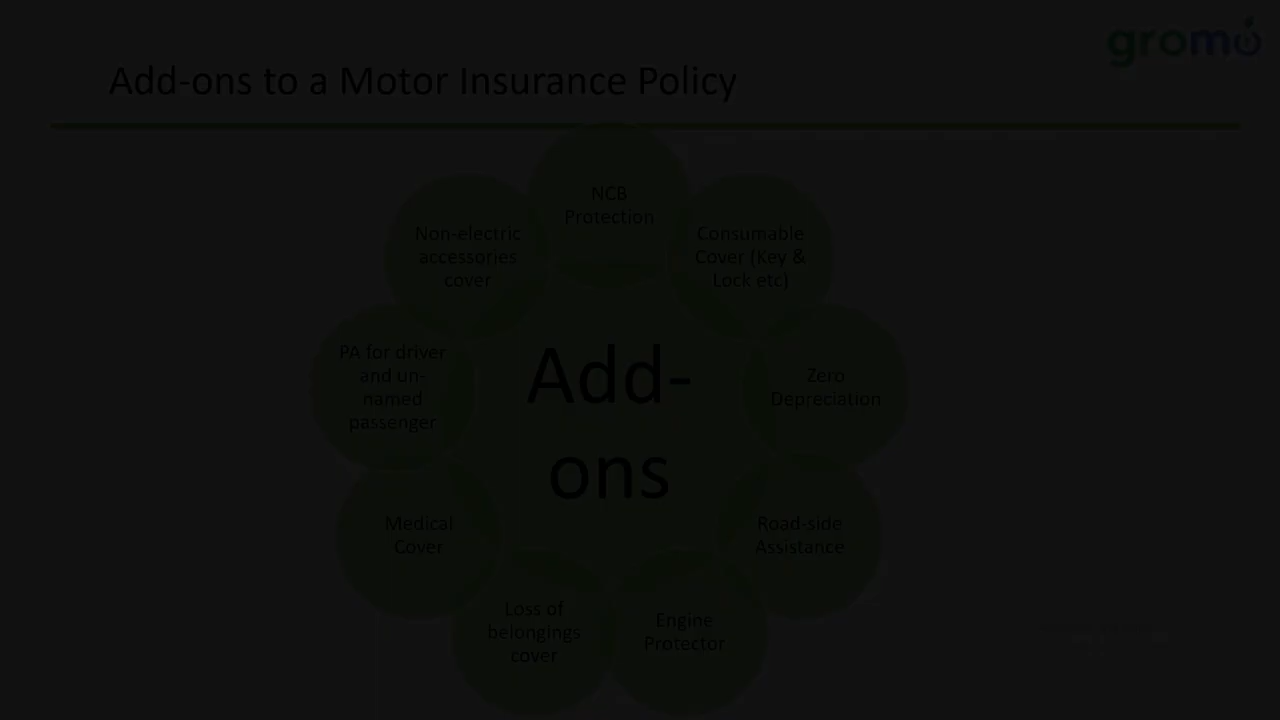 gromo
Add-ons to a Motor Insurance Policy
NCB
Protection
Consumable
Cover (Key &
Lock etc)
Zero
Depreciation
Road-side
Assistance
Engine
Protector
Loss of
belongings
cover
Medical
Cover
PA for driver
and un-
named
passenger
Non-electric
accessories
cover
Add-
ons